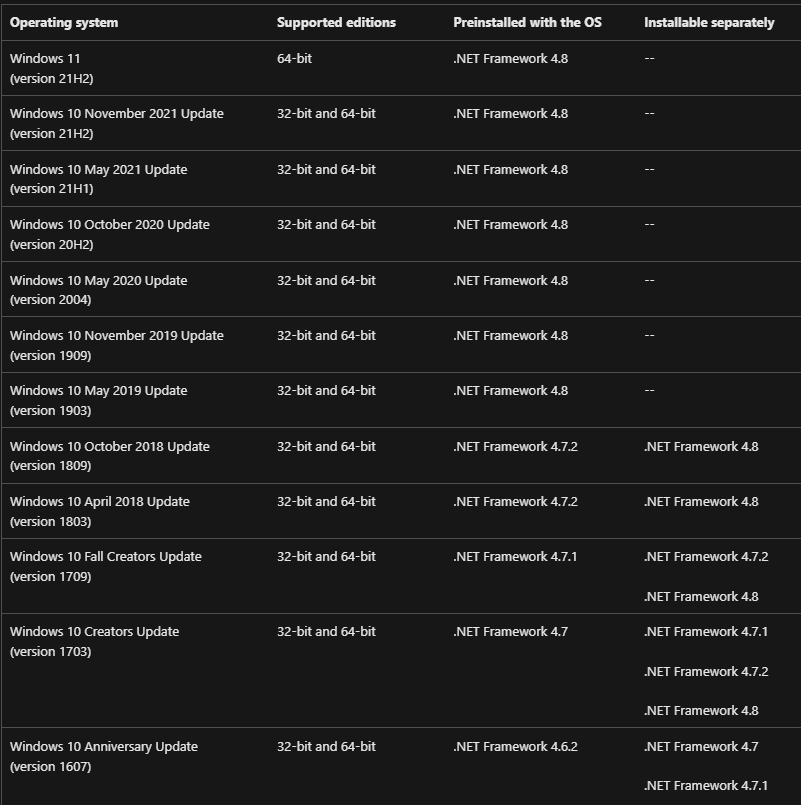 Operating system Supported editions Preinstalled with the OS Installable separately
Windows 11 64-bit .NET Framework 4.8 --
(version 21H2)
Windows 10 November 2021 Update 32-bit and 64-bit .NET Framework 4.8 --
(version 21H2)
Windows 10 May 2021 Update 32-bit and 64-bit .NET Framework 4.8 --
(version 21H1)
Windows 10 October 2020 Update 32-bit and 64-bit .NET Framework 4.8 --
(version 20H2)
Windows 10 May 2020 Update 32-bit and 64-bit .NET Framework 4.8 --
(version 2004)
Windows 10 November 2019 Update 32-bit and 64-bit .NET Framework 4.8 --
(version 1909)
Windows 10 May 2019 Update 32-bit and 64-bit .NET Framework 4.8 --
(version 1903)
Windows 10 October 2018 Update 32-bit and 64-bit .NET Framework 4.7.2 .NET Framework 4.8
(version 1809)
Windows 10 April 2018 Update 32-bit and 64-bit .NET Framework 4.7.2 .NET Framework 4.8
(version 1803)
Windows 10 Fall Creators Update 32-bit and 64-bit .NET Framework 4.7.1 .NET Framework 4.7.2
(version 1709)
.NET Framework 4.8
Windows 10 Creators Update 32-bit and 64-bit .NET Framework 4.7 .NET Framework 4.7.1
(version 1703)
.NET Framework 4.7.2
.NET Framework 4.8
Windows 10 Anniversary Update 32-bit and 64-bit .NET Framework 4.6.2 .NET Framework 4.7
(version 1607)
.NET Framework 4.7.1